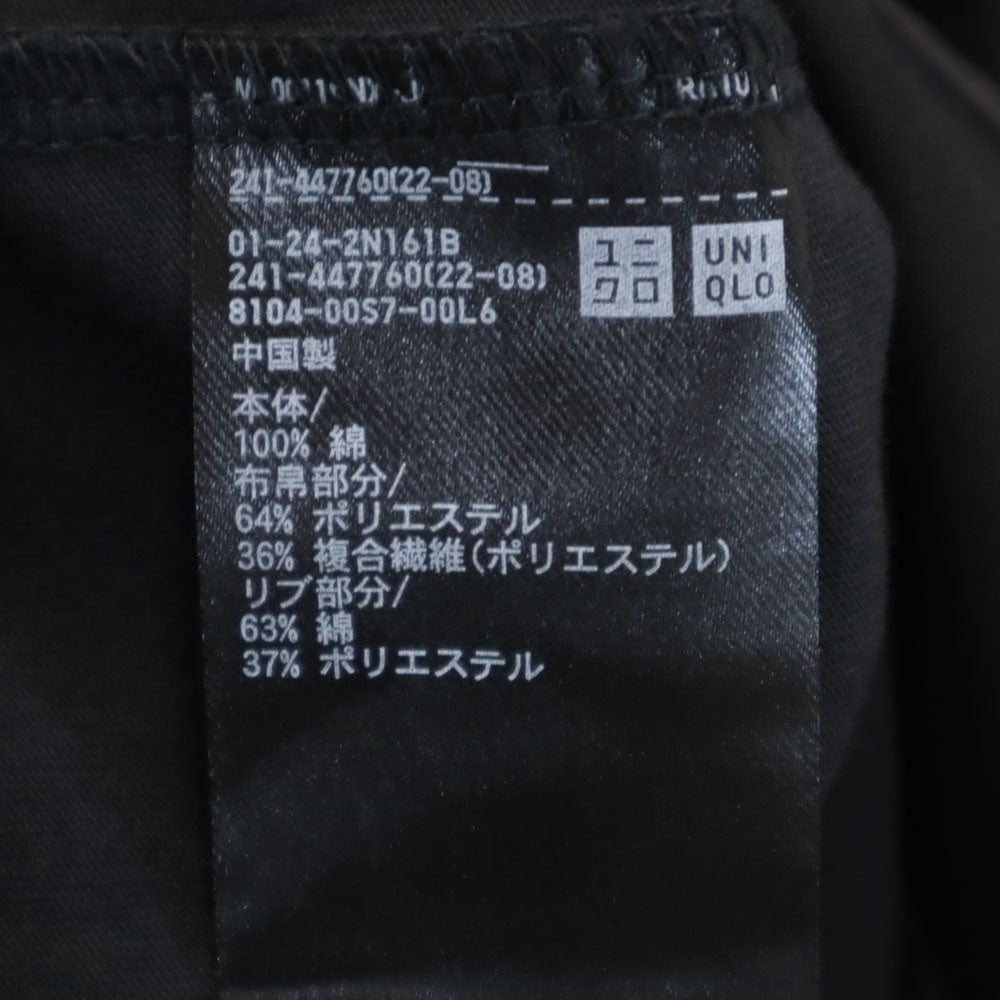 241-447760(22-08)
01-24-2N161B
241-447760(22-08)
8104-00S7-00L6
ユニ
クロ
UNI
QLO
中国製
本体/
100% 綿
布帛部分/
64% ポリエステル
36% 複合繊維(ポリエステル)
リブ部分/
63% 綿
37% ポリエステル